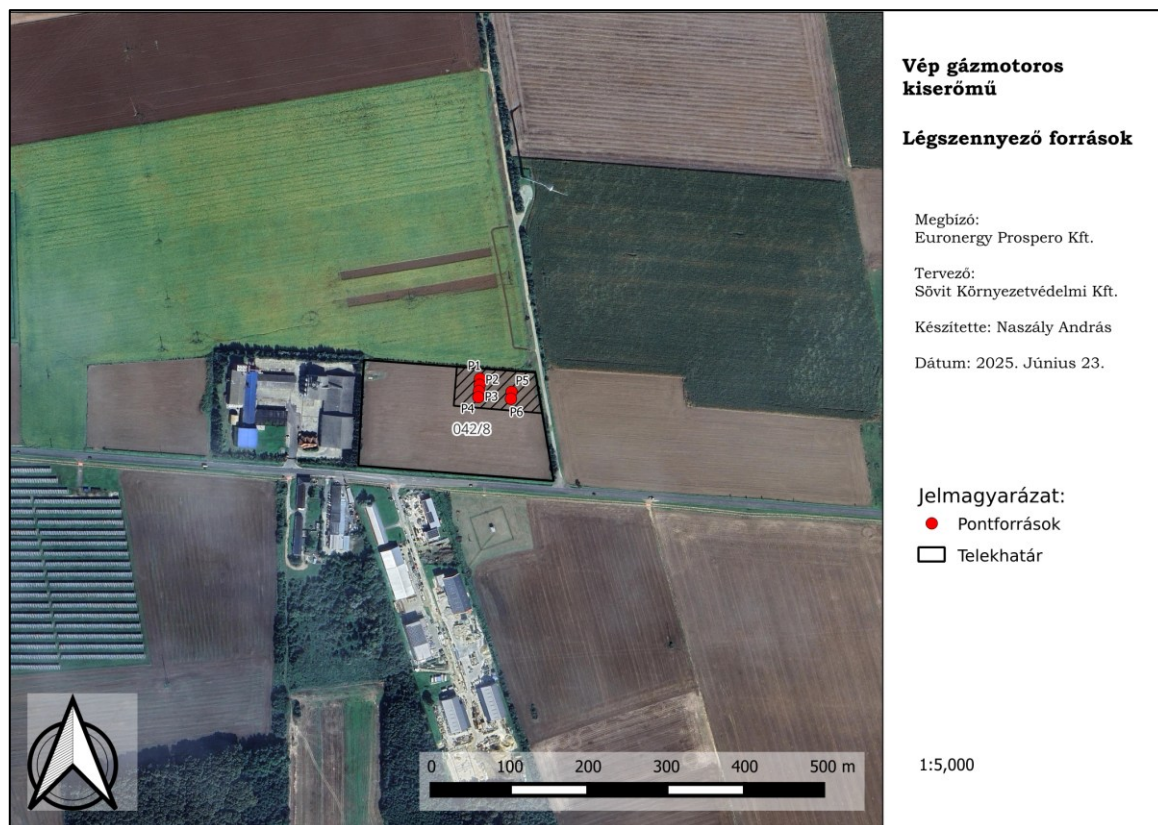 Vép gázmotoros
kiserőmű
Légszennyező források
Megbízó:
Euronergy Prospero Kft.
Tervező:
Sövit Környezetvédelmi Kft.
Készítette: Naszály András
Dátum: 2025. Június 23.
P1
P2
P5
P3
P4
P6
042/8
Jelmagyarázat:
Pontforrások
Telekhatár
0 100 200 300 400 500 m
1:5,000